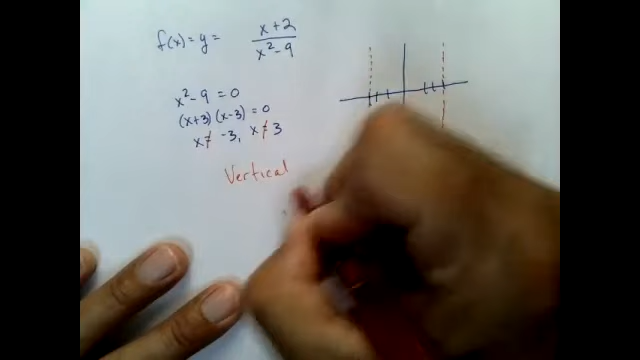 f(x) = y = x+2 / x² - 9
x² - 9 = 0
(x+3)(x-3) = 0
x ≠ -3, x ≠ 3
Vertical